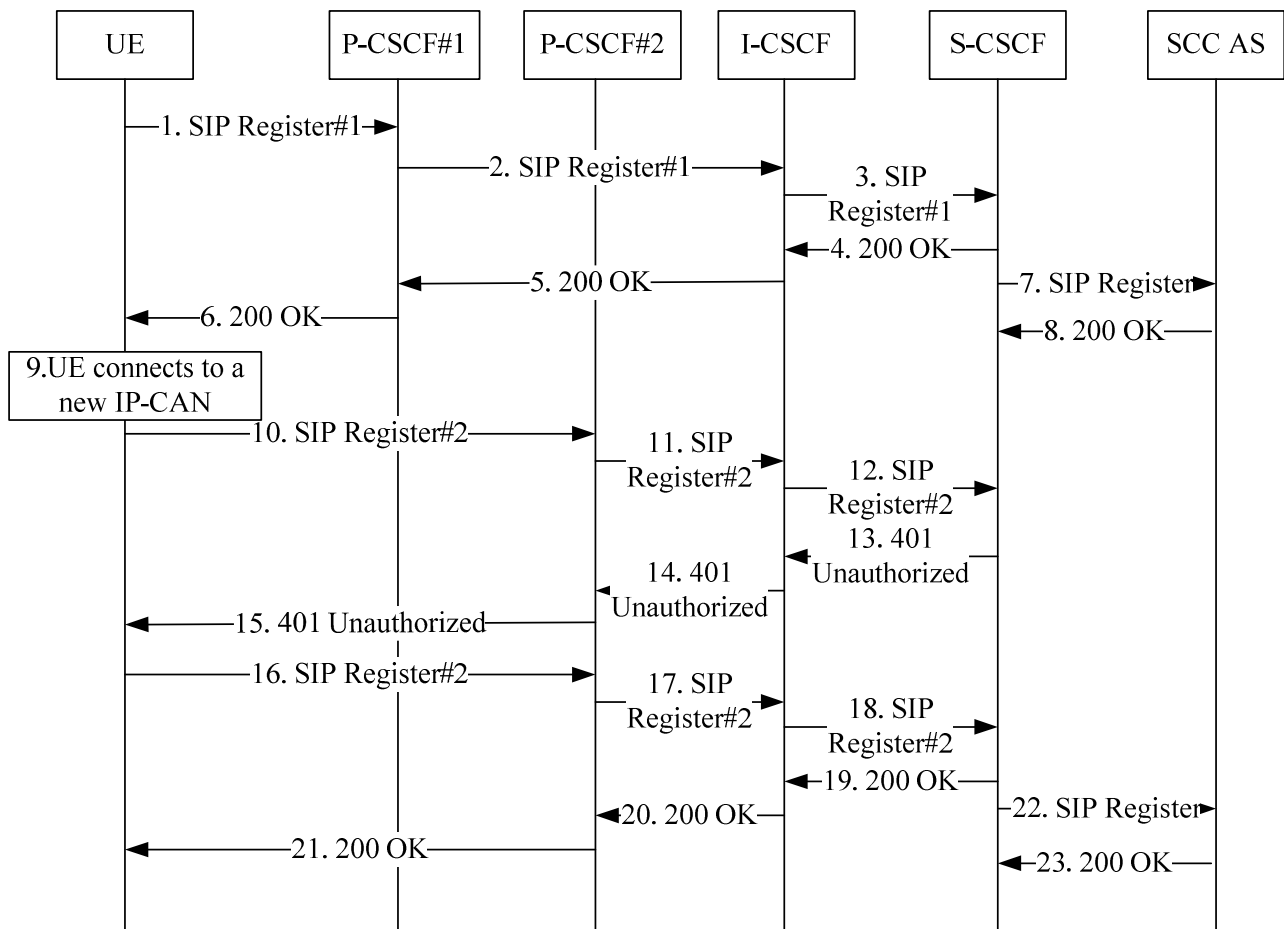 UE
P-CSCF#1
P-CSCF#2
I-CSCF
S-CSCF
SCC AS
1. SIP Register#1
2. SIP Register#1
3. SIP
Register#1
4. 200 OK
5. 200 OK
7. SIP Register
6. 200 OK
8. 200 OK
9.UE connects to a
new IP-CAN
10. SIP Register#2
11. SIP
Register#2
12. SIP
Register#2
13. 401
Unauthorized
14. 401
Unauthorized
15. 401 Unauthorized
16. SIP Register#2
17. SIP
Register#2
18. SIP
Register#2
19. 200 OK
20. 200 OK
22. SIP Register
21. 200 OK
23. 200 OK